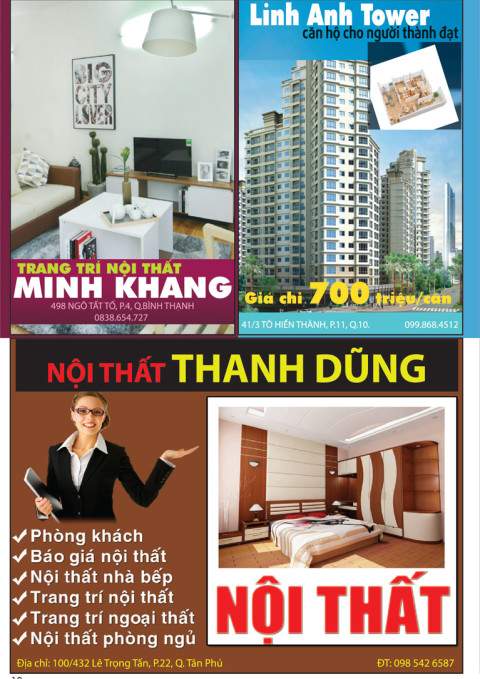 BIG
CITY
LOVER
TRANG TRÍ NỘI THẤT
MINH KHANG
498 NGÔ TẤT TỐ, P.4, Q.BÌNH THẠNH
0838.654.727
Linh Anh Tower
căn hộ cho người thành đạt
Giá chỉ 700 triệu/căn
41/3 TÔ HIẾN THÀNH, P.11, Q.10.
099.868.4512
NỘI THẤT THANH DŨNG
Phòng khách
Báo giá nội thất
Nội thất nhà bếp
Trang trí nội thất
Trang trí ngoại thất
Nội thất phòng ngủ
NỘI THẤT
Địa chỉ: 100/432 Lê Trọng Tấn, P.22, Q. Tân Phú
ĐT: 098 542 6587